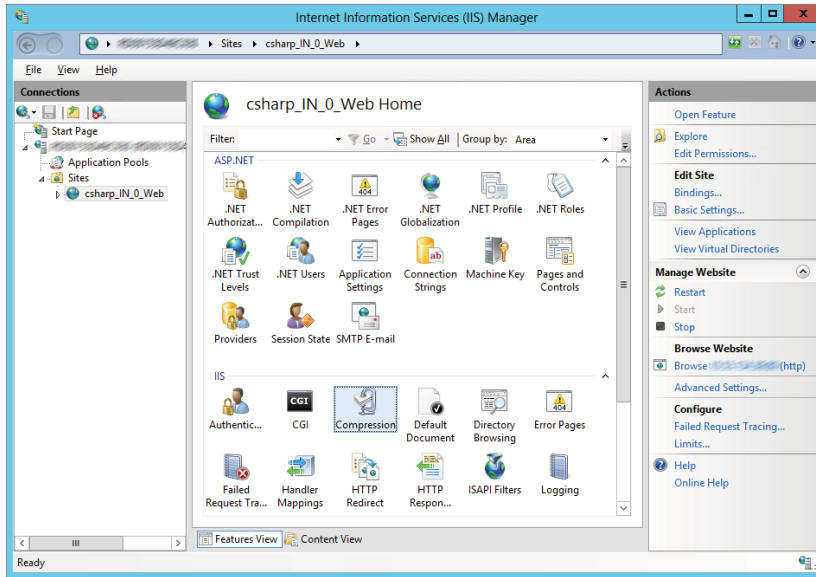 Internet Information Services (IIS) Manager
Sites
csharp_IN_0_Web
File View Help
Connections
Start Page
Application Pools
Sites
csharp_IN_0_Web
Ready
csharp_IN_0_Web Home
Filter: Go Show All Group by: Area
ASP.NET
.NET Authorizat...
.NET Compilation
.NET Error Pages
.NET Globalization
.NET Profile
.NET Roles
.NET Trust Levels
.NET Users
Application Settings
Connection Strings
Machine Key
Pages and Controls
Providers
Session State
SMTP E-mail
IIS
Authentic...
CGI
Compression
Default Document
Directory Browsing
Error Pages
Failed Request Tra...
Handler Mappings
HTTP Redirect
HTTP Respon...
ISAPI Filters
Logging
Features View
Content View
Actions
Open Feature
Explore
Edit Permissions...
Edit Site
Bindings...
Basic Settings...
View Applications
View Virtual Directories
Manage Website
Restart
Start
Stop
Browse Website
Browse (http)
Advanced Settings...
Configure
Failed Request Tracing...
Limits...
Help
Online Help